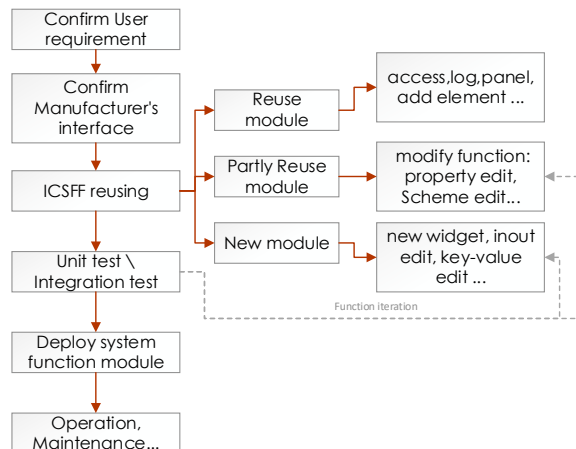 Confirm User
requirement
Confirm
Manufacturer's
interface
ICSFF reusing
Unit test \
Integration test
Deploy system
function module
Operation,
Maintenance...
Reuse
module
Partly Reuse
module
New module
access,log,panel,
add element ...
modify function:
property edit,
Scheme edit...
new widget, inout
edit, key-value
edit ...
Function iteration